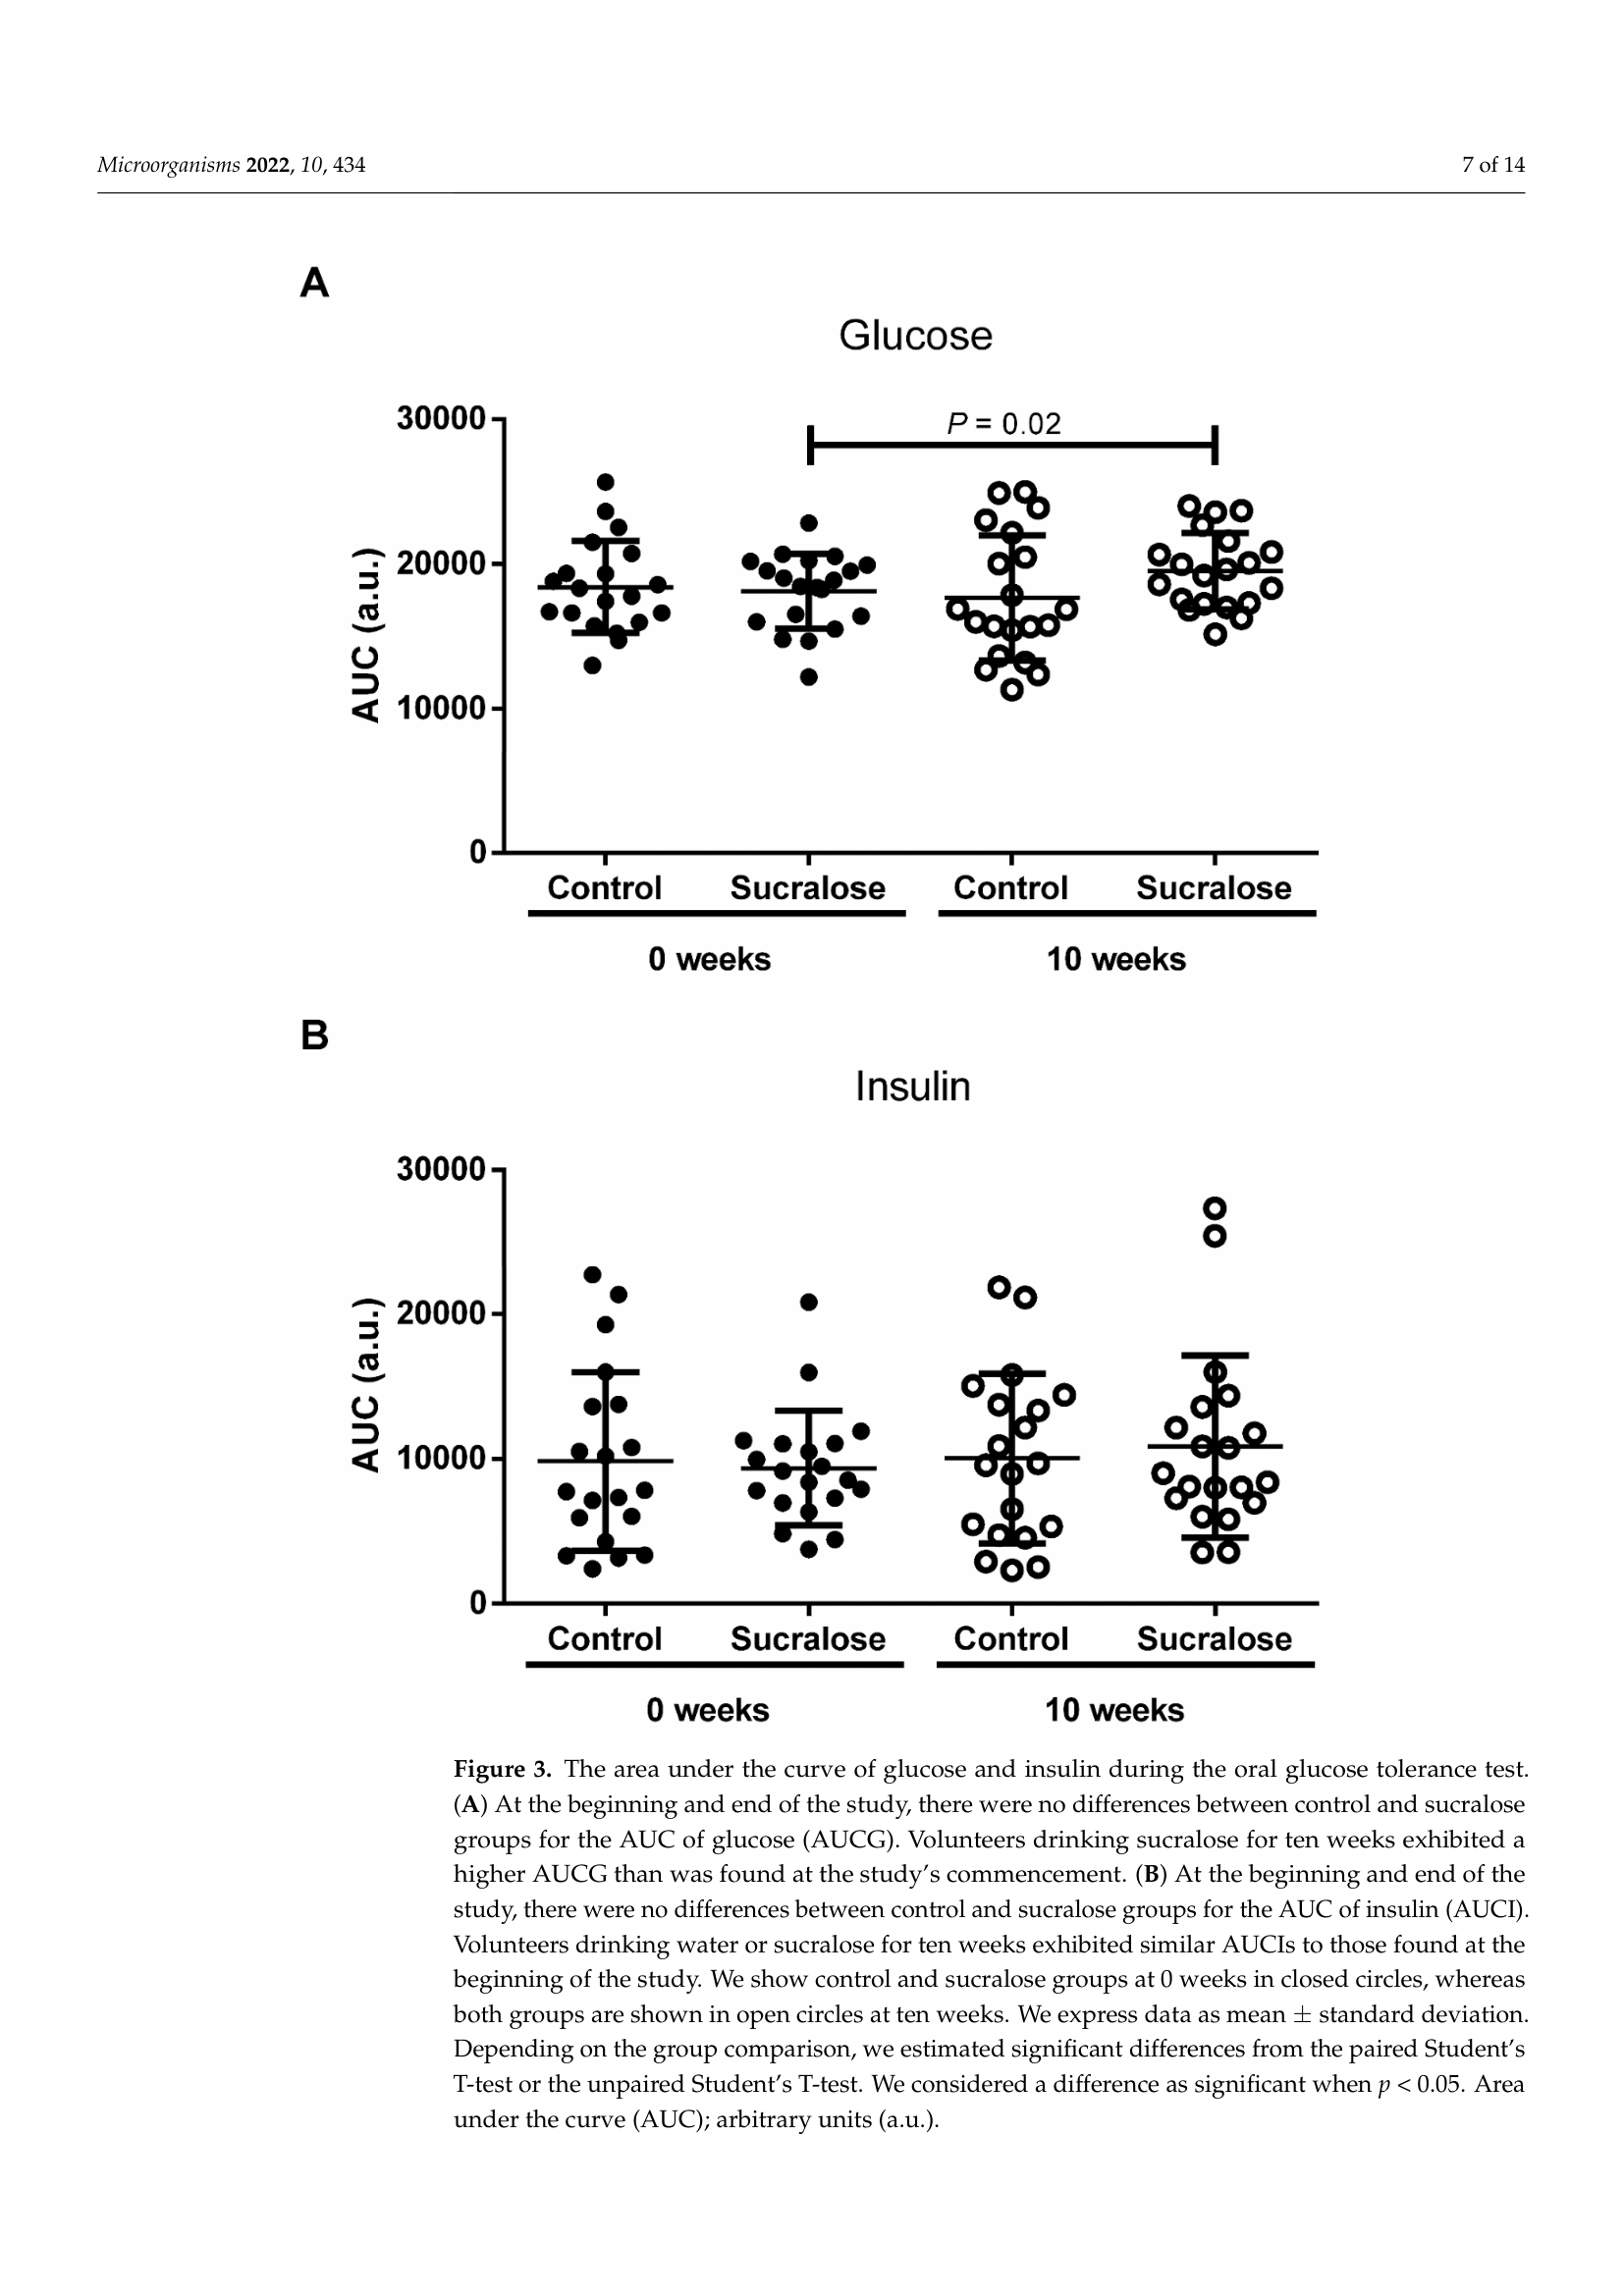 Microorganisms 2022, 10, 434
7 of 14
A
Glucose
P = 0.02
30000
20000
10000
0
AUC (a.u.)
Control Sucralose Control Sucralose
0 weeks 10 weeks
B
Insulin
30000
20000
10000
0
AUC (a.u.)
Control Sucralose Control Sucralose
0 weeks 10 weeks
Figure 3. The area under the curve of glucose and insulin during the oral glucose tolerance test.
(A) At the beginning and end of the study, there were no differences between control and sucralose
groups for the AUC of glucose (AUCG). Volunteers drinking sucralose for ten weeks exhibited a
higher AUCG than was found at the study’s commencement. (B) At the beginning and end of the
study, there were no differences between control and sucralose groups for the AUC of insulin (AUCI).
Volunteers drinking water or sucralose for ten weeks exhibited similar AUCIs to those found at the
beginning of the study. We show control and sucralose groups at 0 weeks in closed circles, whereas
both groups are shown in open circles at ten weeks. We express data as mean ± standard deviation.
Depending on the group comparison, we estimated significant differences from the paired Student’s
T-test or the unpaired Student’s T-test. We considered a difference as significant when p < 0.05. Area
under the curve (AUC); arbitrary units (a.u.).